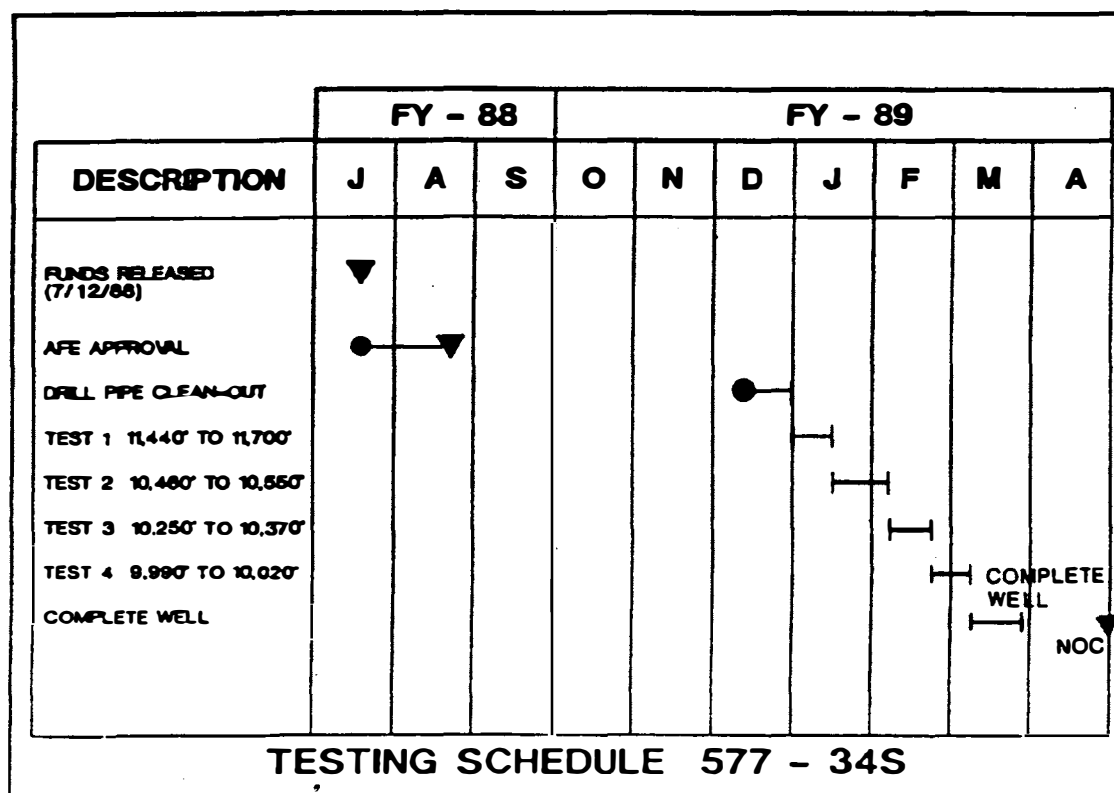 FY - 88 FY - 89
DESCRIPTION J A S O N D J F M A
FUNDS RELEASED
(7/12/88)
AFE APPROVAL
DRILL PIPE CLEAN-OUT
TEST 1 11,440' TO 11,700'
TEST 2 10,460' TO 10,550'
TEST 3 10,250' TO 10,370'
TEST 4 9,990' TO 10,020'
COMPLETE
WELL
COMPLETE WELL
NOC
TESTING SCHEDULE 577 - 34S